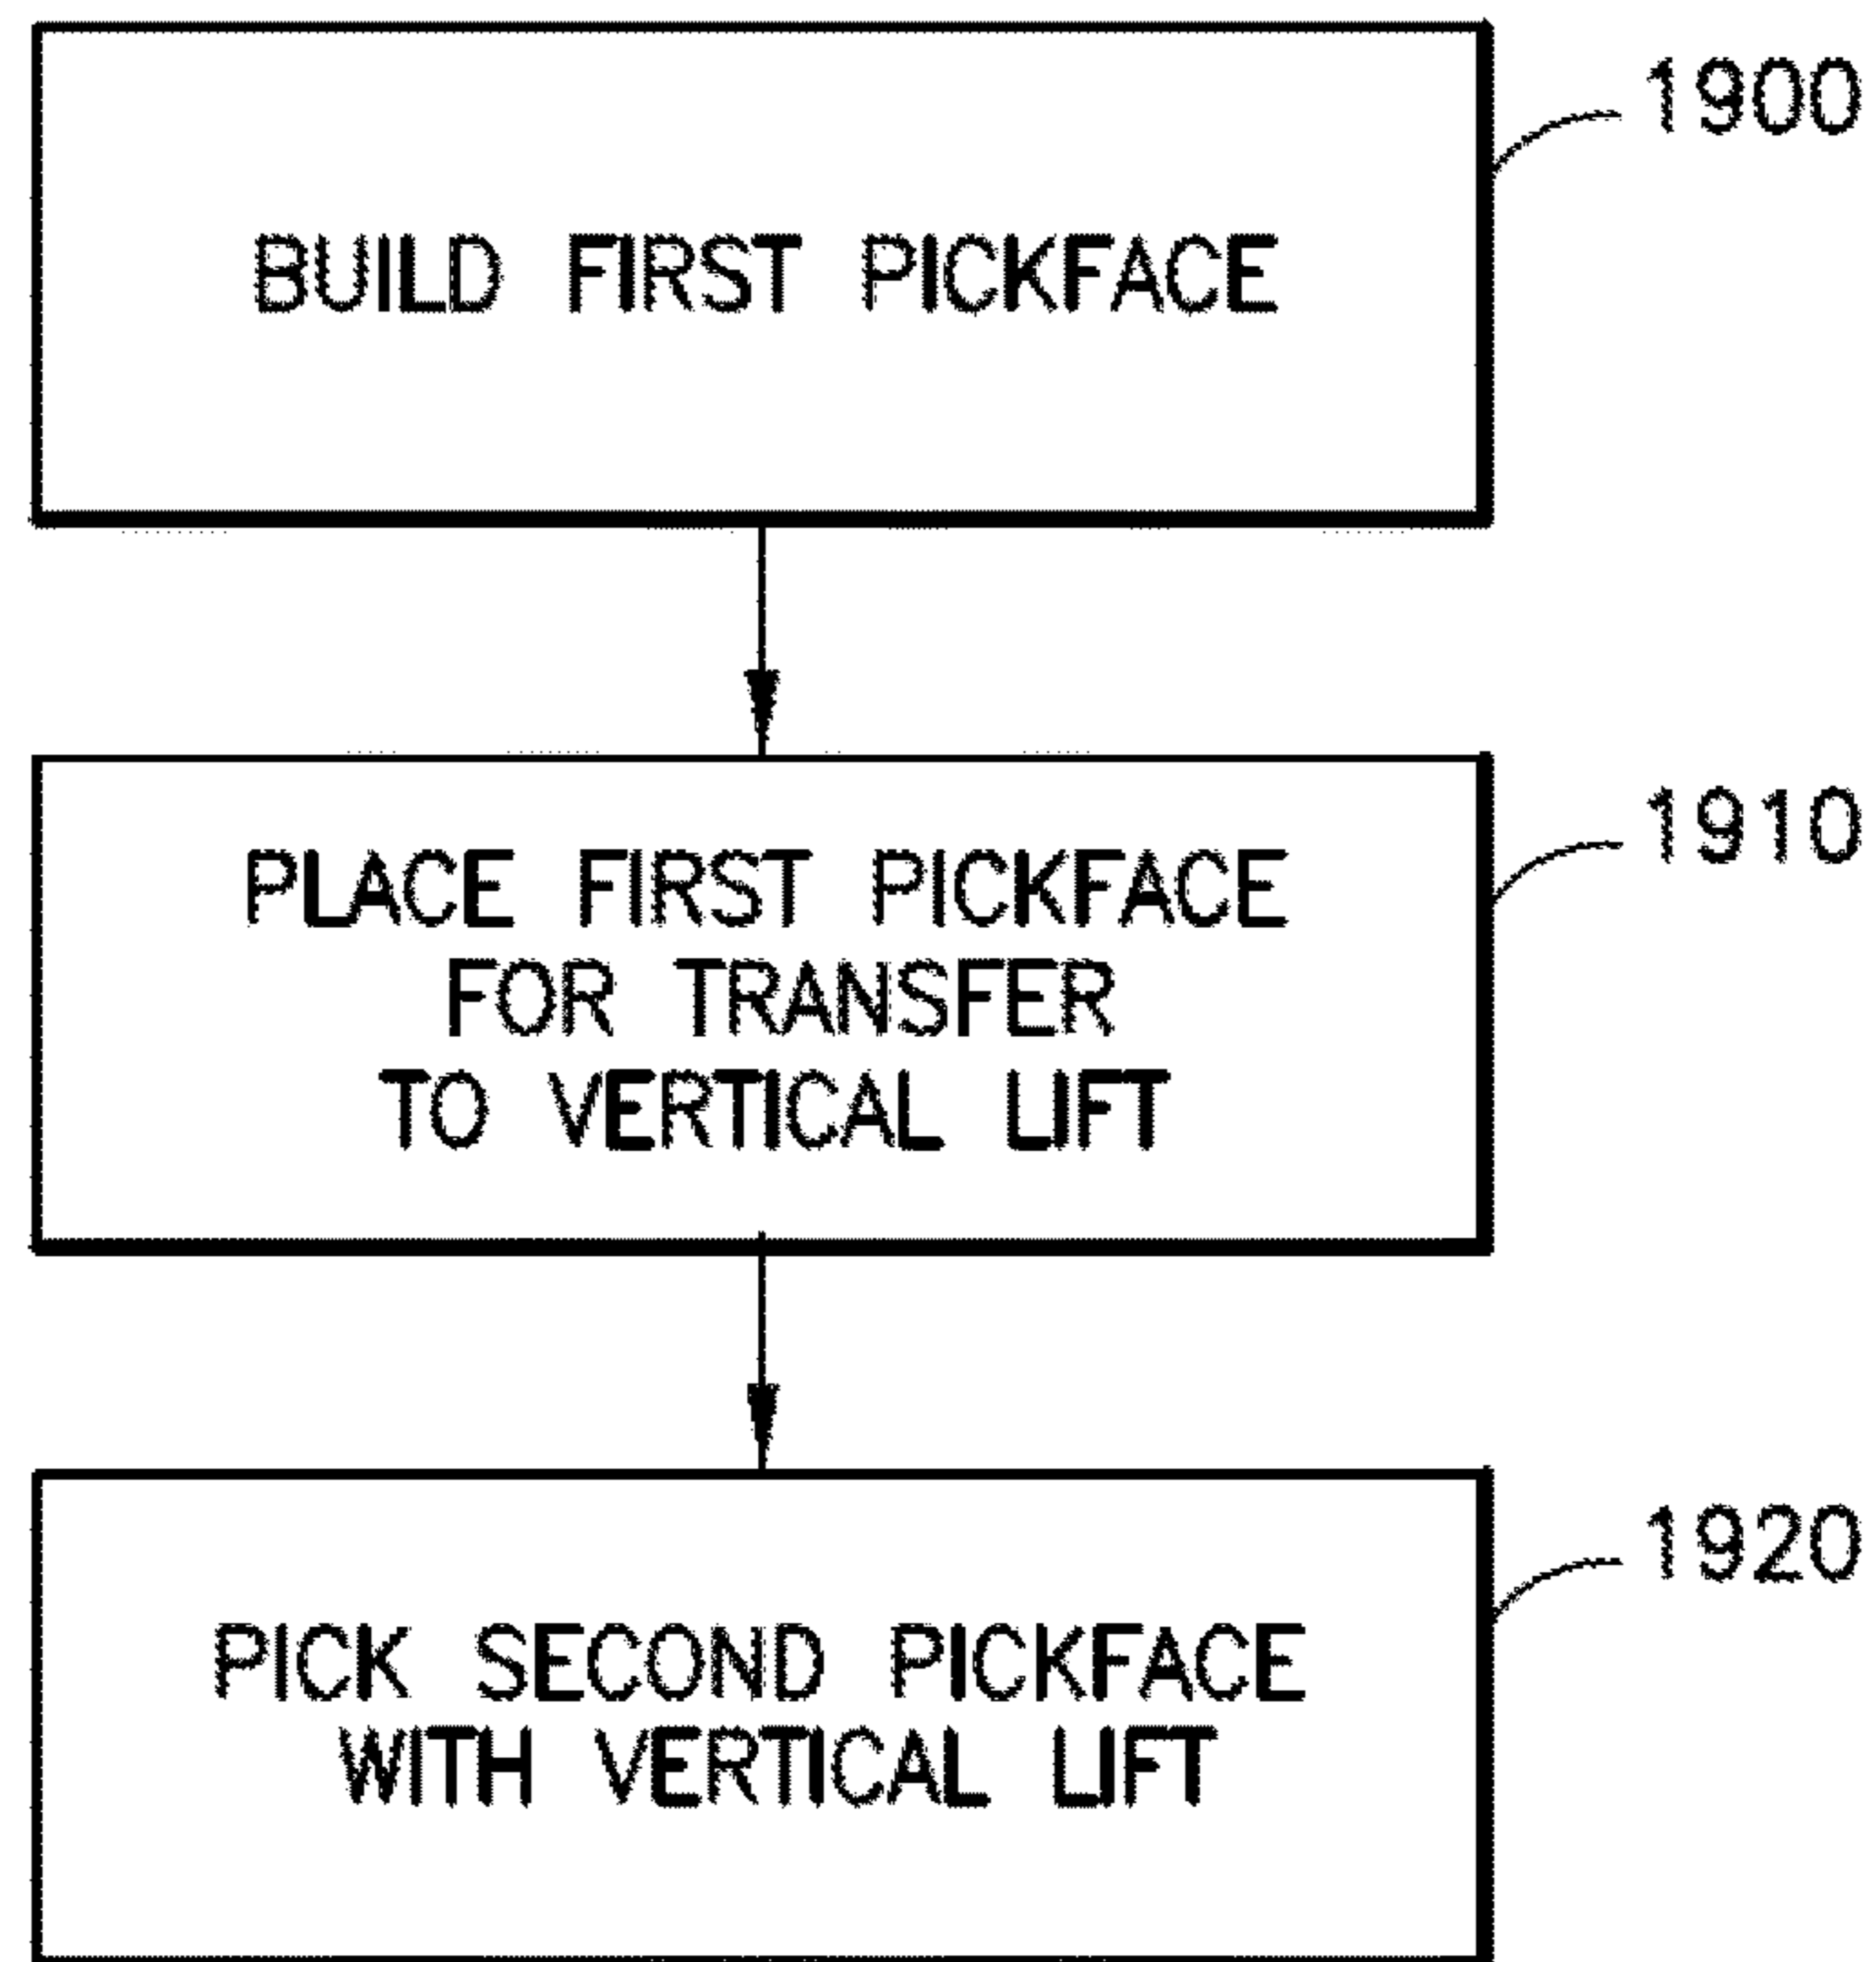 1900
BUILD FIRST PICKFACE
1910
PLACE FIRST PICKFACE
FOR TRANSFER
TO VERTICAL LIFT
1920
PICK SECOND PICKFACE
WITH VERTICAL LIFT